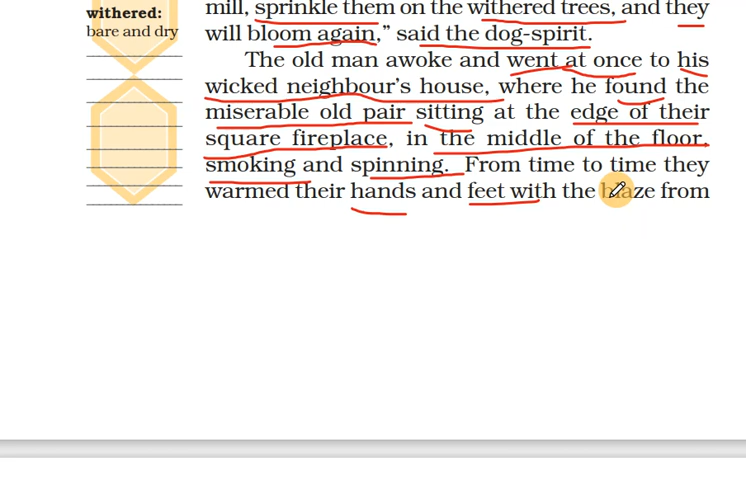 mill, sprinkle them on the withered trees, and they
withered:
bare and dry
will bloom again,” said the dog-spirit.
The old man awoke and went at once to his
wicked neighbour’s house, where he found the
miserable old pair sitting at the edge of their
square fireplace, in the middle of the floor,
smoking and spinning. From time to time they
warmed their hands and feet with the blaze from